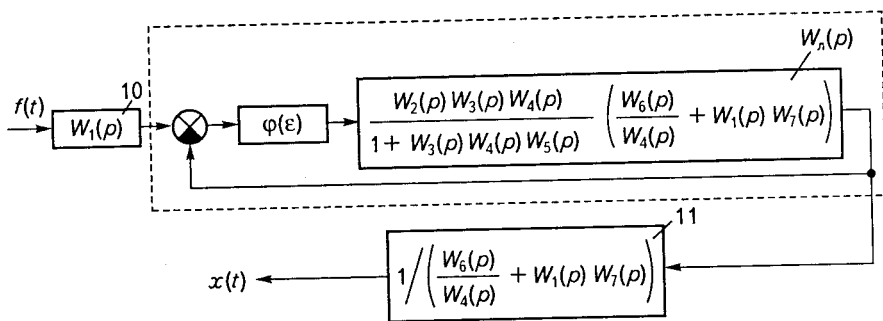 f(t)
W₁(p)
10
φ(ε)
Wл(p)
W₂(p) W₃(p) W₄(p)
1 + W₃(p) W₄(p) W₅(p)
( W₆(p) / W₄(p) + W₁(p) W₇(p) )
11
1/( W₆(p) / W₄(p) + W₁(p) W₇(p) )
x(t)